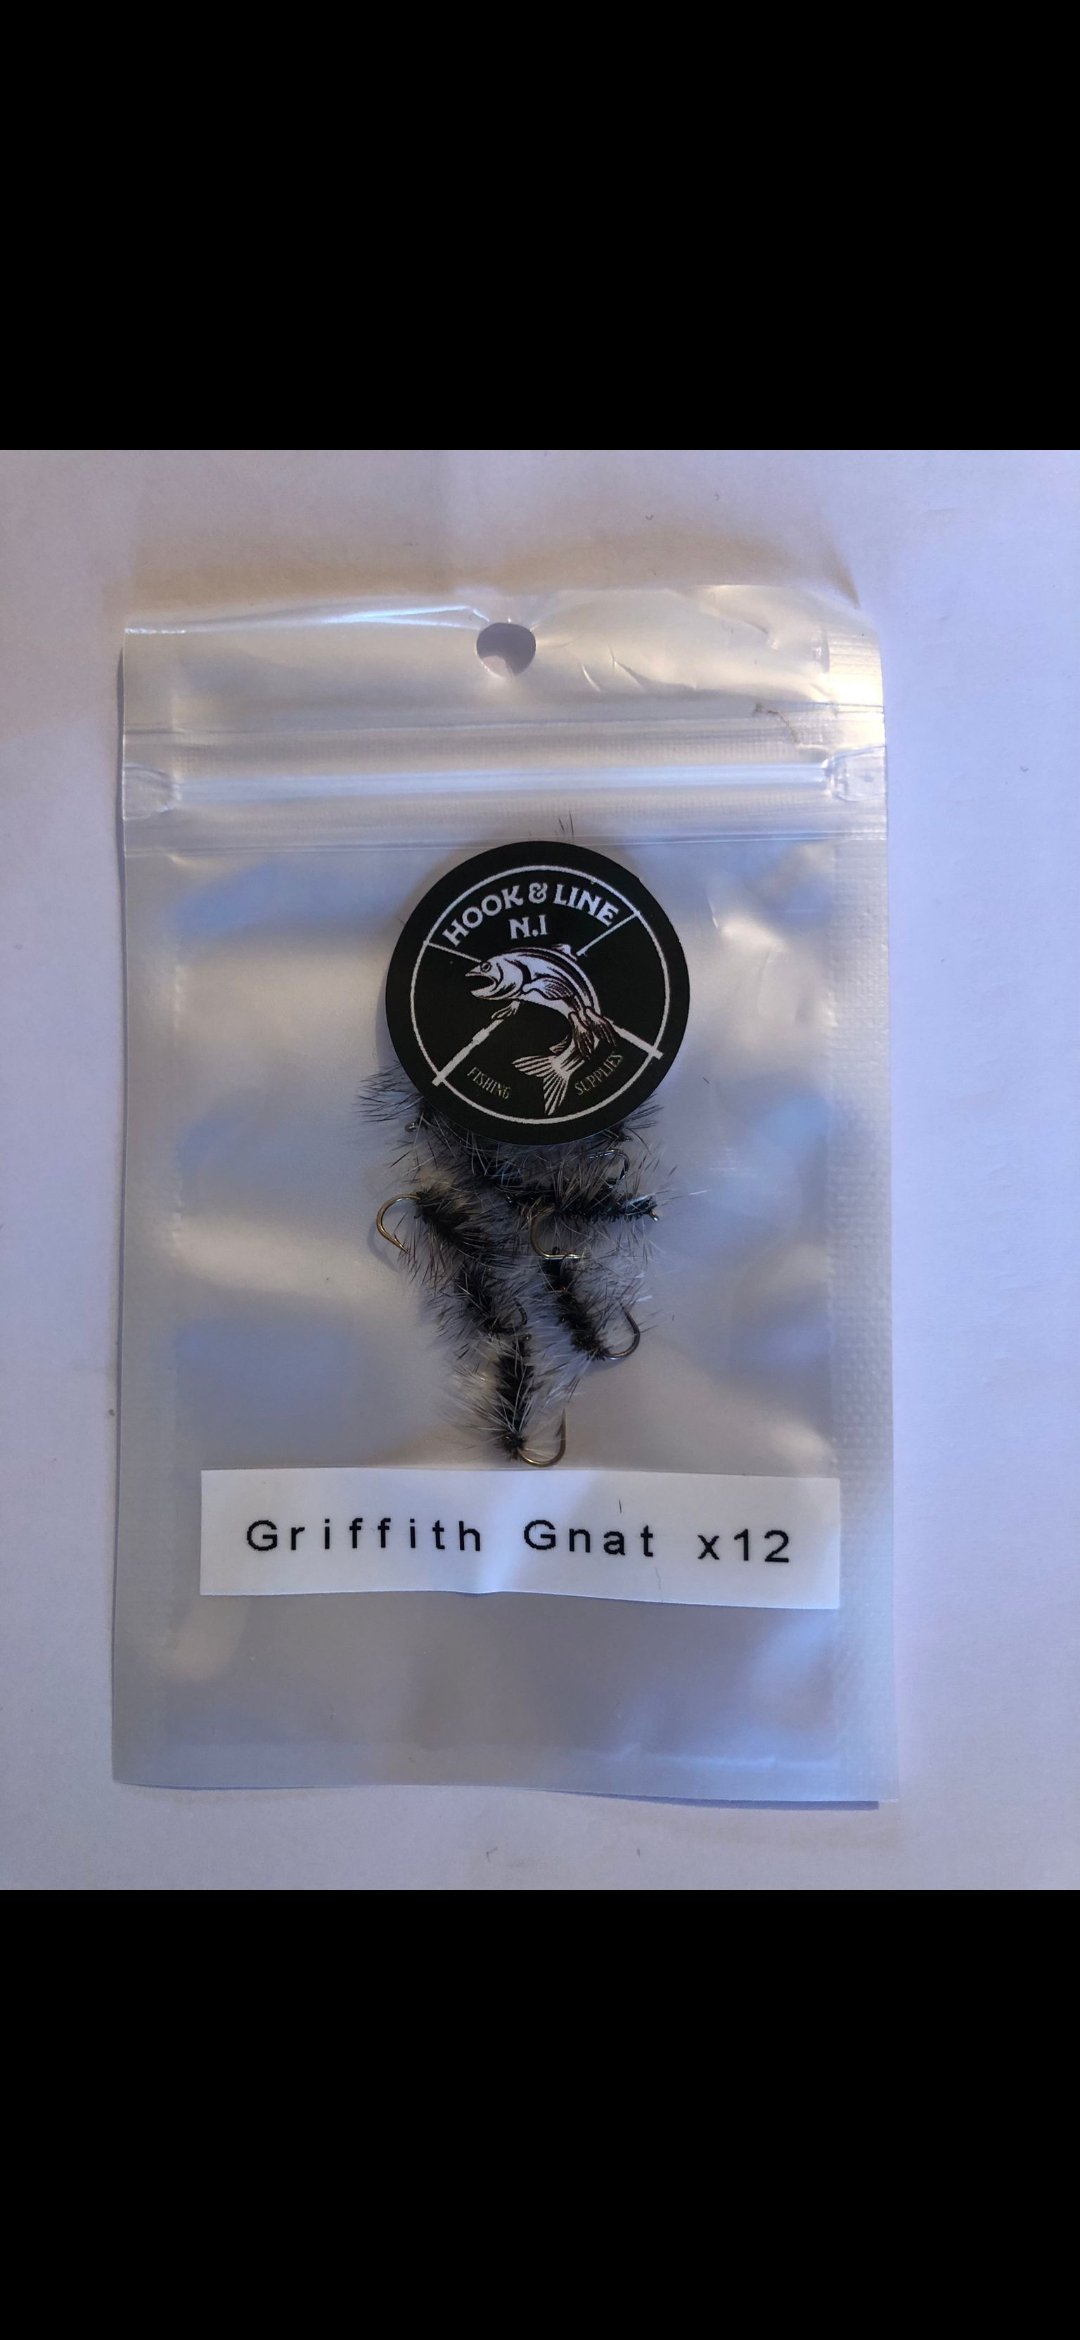 HOOK & LINE
N.I
FISHING SUPPLIES
Griffith Gnat x12